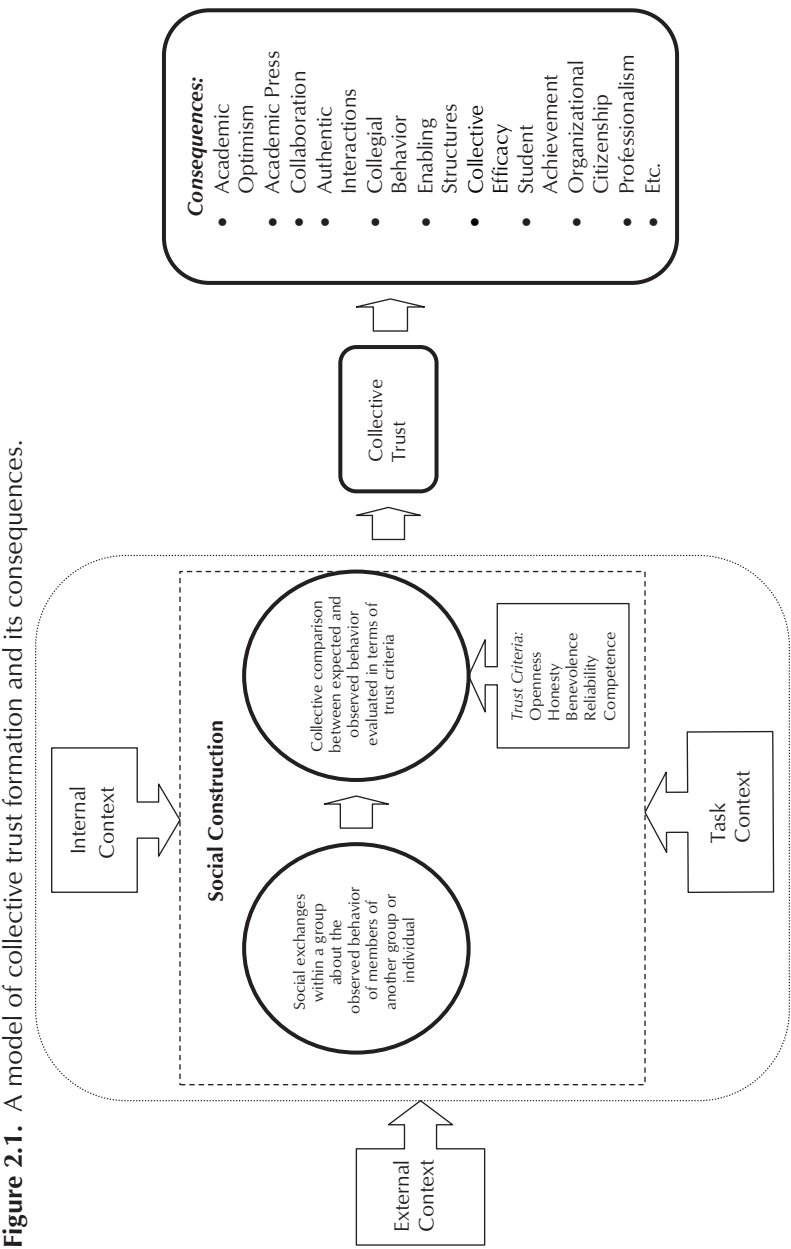 Figure 2.1. A model of collective trust formation and its consequences.
External
Context
Internal
Context
Social Construction
Social exchanges
within a group
about the
observed behavior
of members of
another group or
individual
Collective comparison
between expected and
observed behavior
evaluated in terms of
trust criteria
Trust Criteria:
Openness
Honesty
Benevolence
Reliability
Competence
Task
Context
Collective
Trust
Consequences:
• Academic
Optimism
• Academic Press
• Collaboration
• Authentic
Interactions
• Collegial
Behavior
• Enabling
Structures
• Collective
Efficacy
• Student
Achievement
• Organizational
Citizenship
• Professionalism
• Etc.